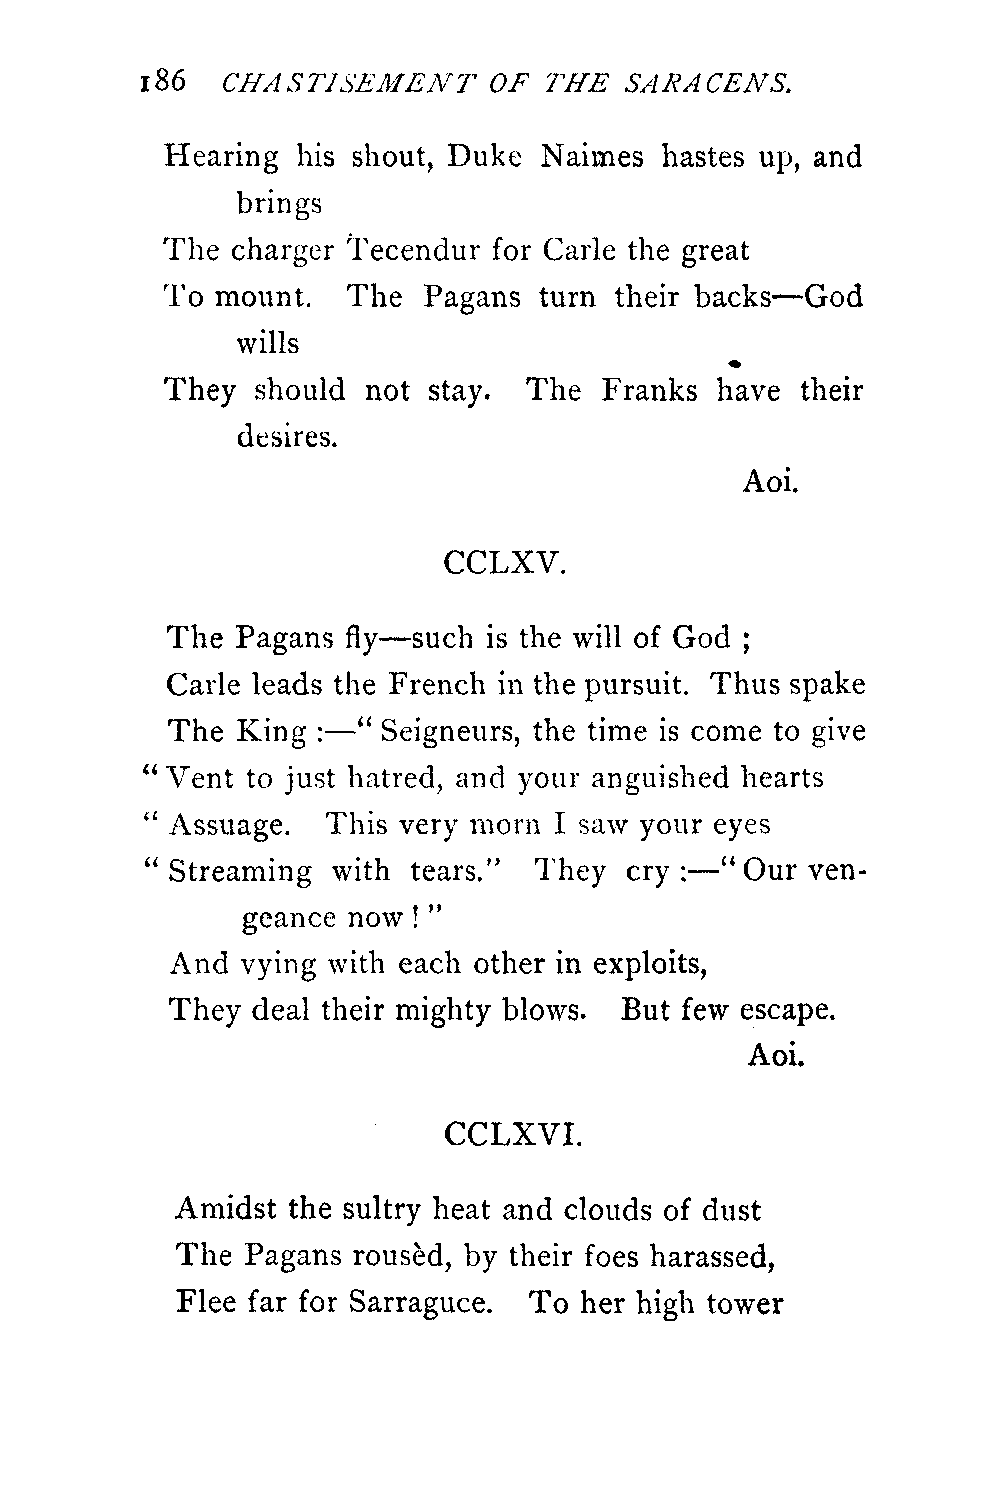 186 CHASTISEMENT OF THE SARACENS.
Hearing his shout, Duke Naimes hastes up, and
brings
The charger Tecendur for Carle the great
To mount. The Pagans turn their backs—God
wills
They should not stay. The Franks have their
desires.
Aoi.
CCLXV.
The Pagans fly—such is the will of God ;
Carle leads the French in the pursuit. Thus spake
The King :—“ Seigneurs, the time is come to give
“ Vent to just hatred, and your anguished hearts
“ Assuage. This very morn I saw your eyes
“ Streaming with tears.” They cry :—“ Our ven-
geance now ! ”
And vying with each other in exploits,
They deal their mighty blows. But few escape.
Aoi.
CCLXVI.
Amidst the sultry heat and clouds of dust
The Pagans rousèd, by their foes harassed,
Flee far for Sarraguce. To her high tower